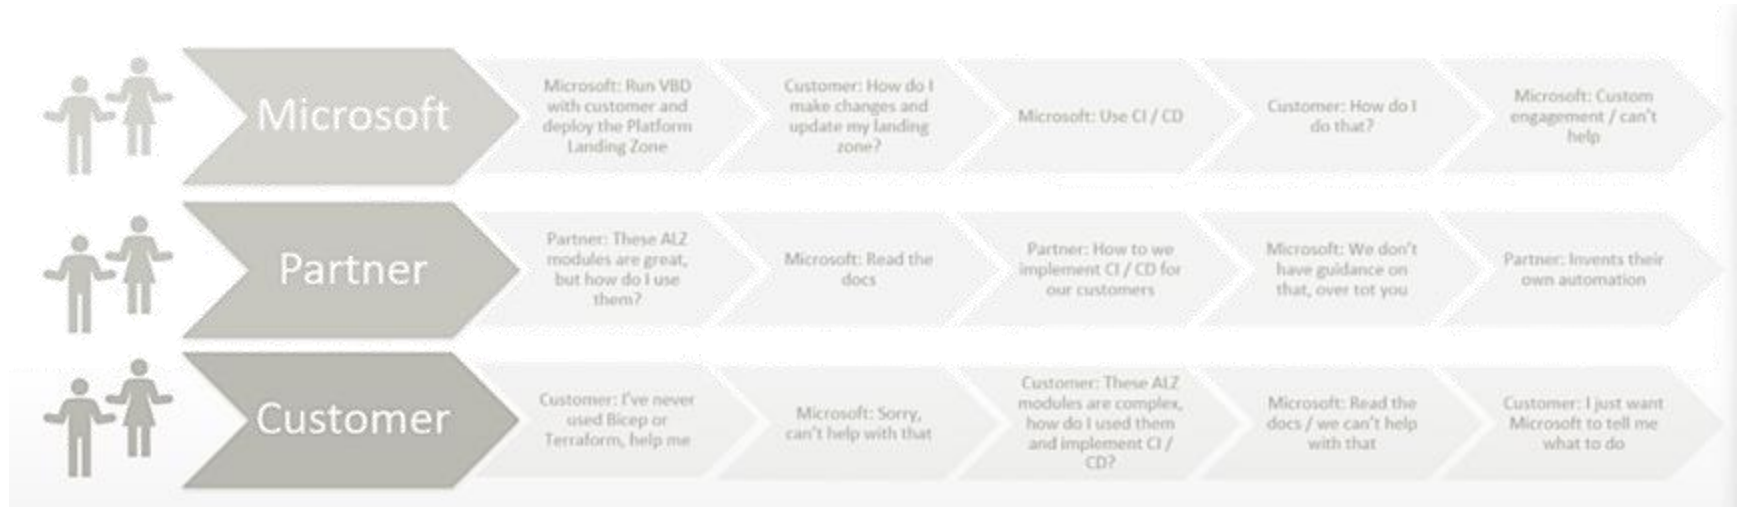 Microsoft
Microsoft: Run VBD
with customer and
deploy the Platform
Landing Zone
Customer: How do I
make changes and
update my landing
zone?
Microsoft: Use CI / CD
Customer: How do I
do that?
Microsoft: Custom
engagement / can't
help
Partner
Partner: These ALZ
modules are great,
but how do I use
them?
Microsoft: Read the
docs
Partner: How to we
implement CI / CD for
our customers
Microsoft: We don't
have guidance on
that, over tot you
Partner: Invents their
own automation
Customer
Customer: I've never
used Bicep or
Terraform, help me
Microsoft: Sorry,
can't help with that
Customer: These ALZ
modules are complex,
how do I used them
and implement CI /
CD?
Microsoft: Read the
docs / we can't help
with that
Customer: I just want
Microsoft to tell me
what to do